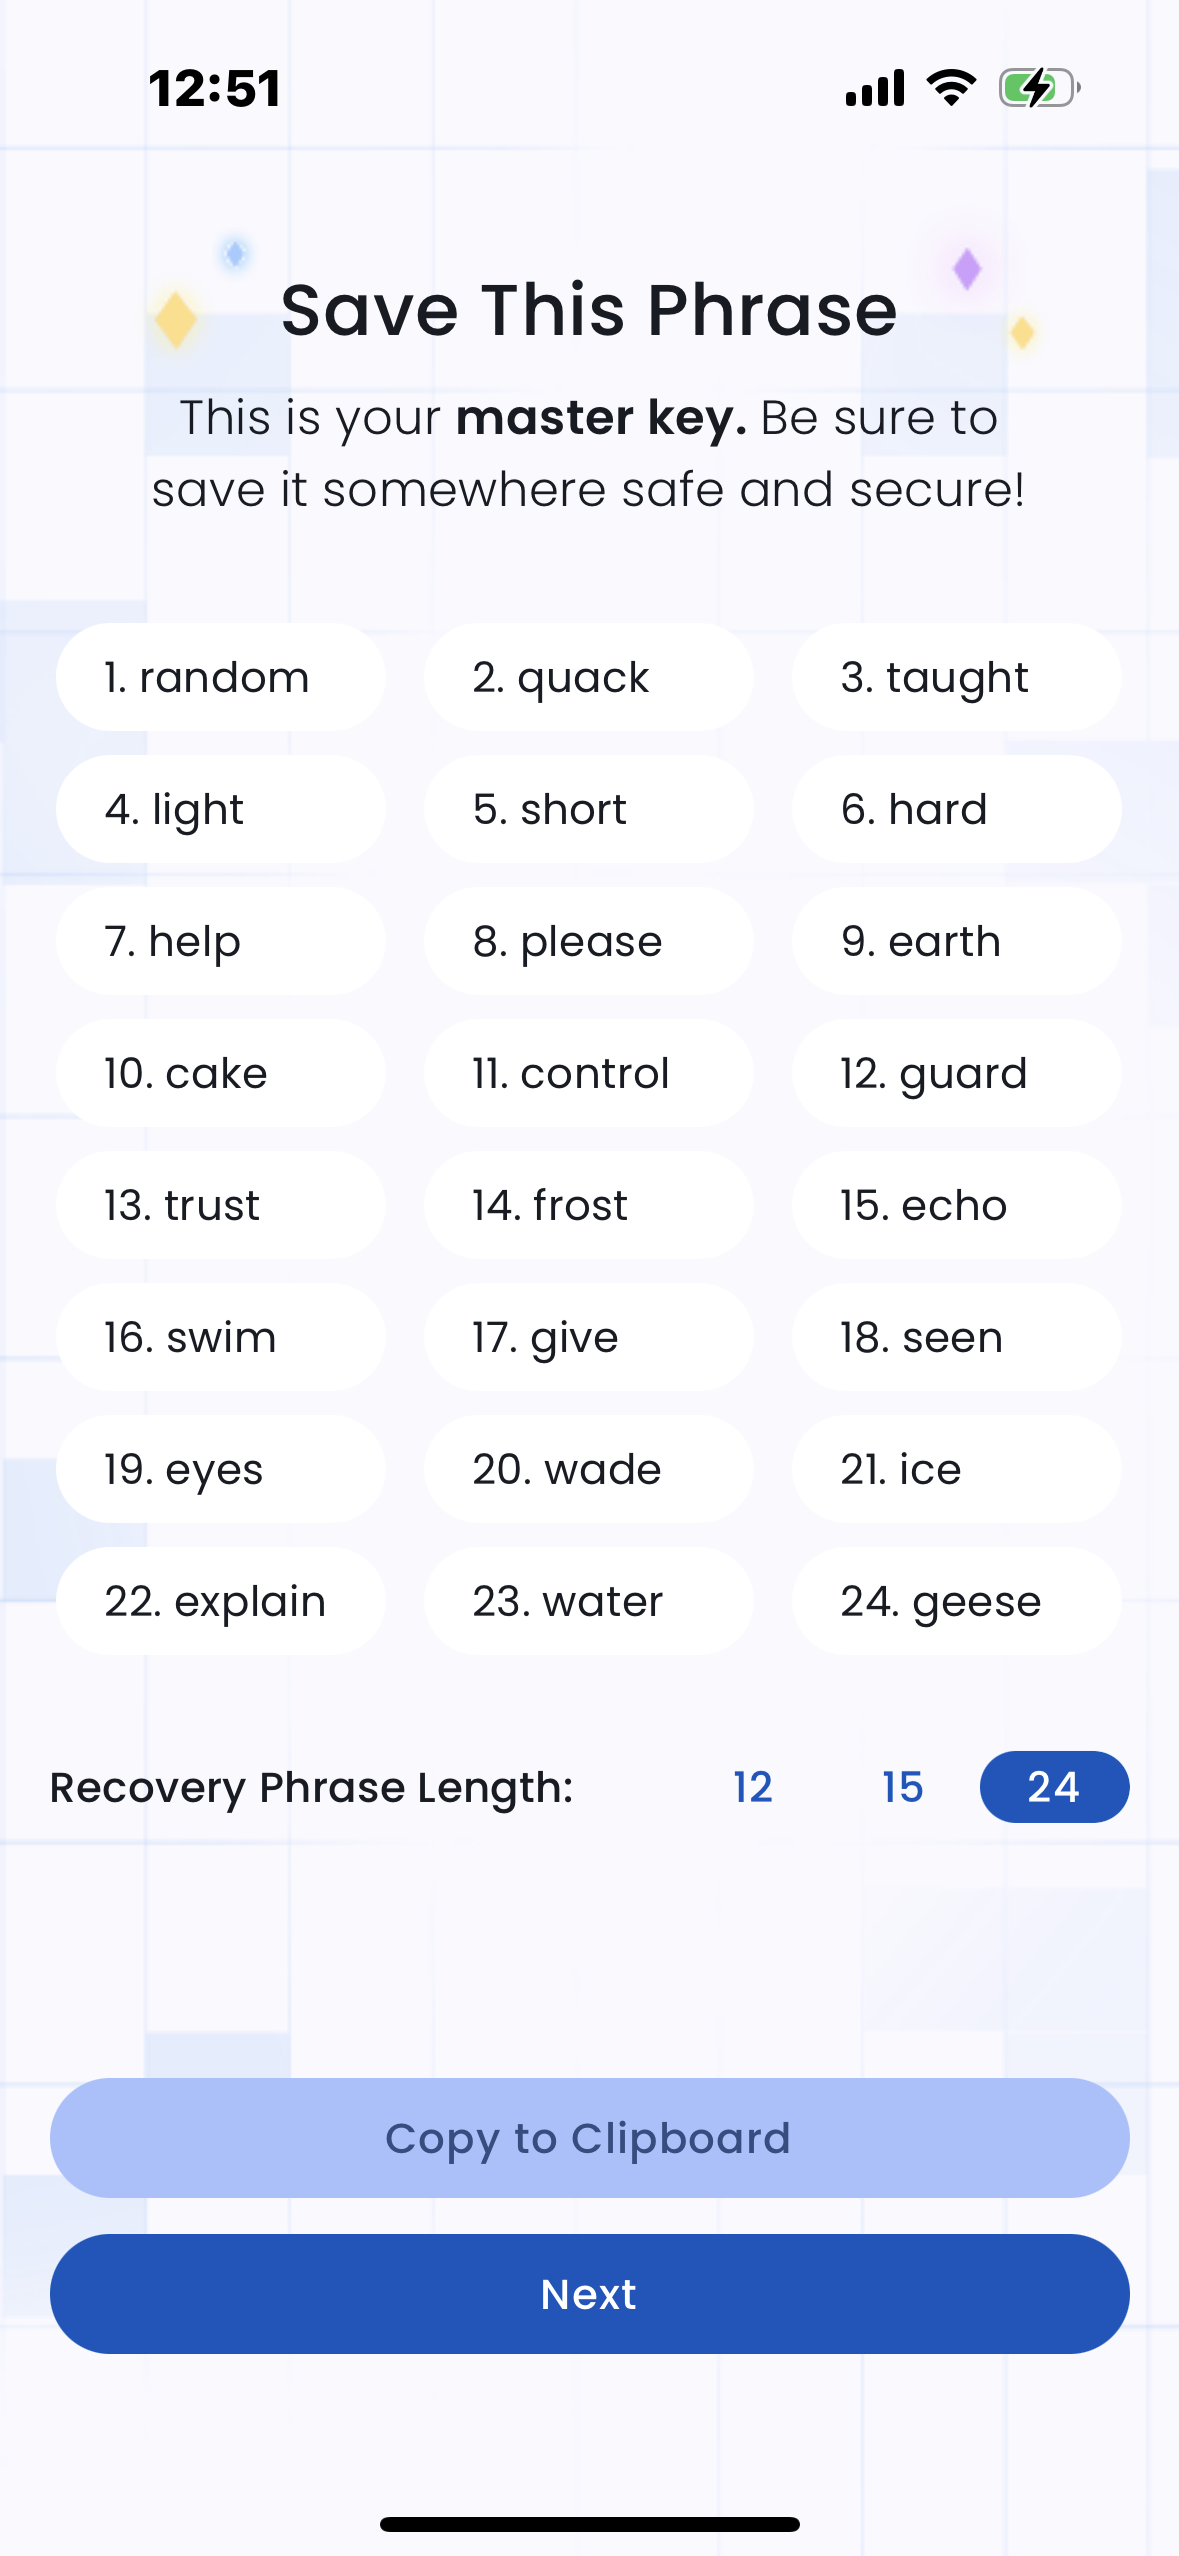 12:51
Save This Phrase
This is your master key. Be sure to
save it somewhere safe and secure!
1. random 2. quack 3. taught
4. light 5. short 6. hard
7. help 8. please 9. earth
10. cake 11. control 12. guard
13. trust 14. frost 15. echo
16. swim 17. give 18. seen
19. eyes 20. wade 21. ice
22. explain 23. water 24. geese
Recovery Phrase Length: 12 15 24
Copy to Clipboard
Next